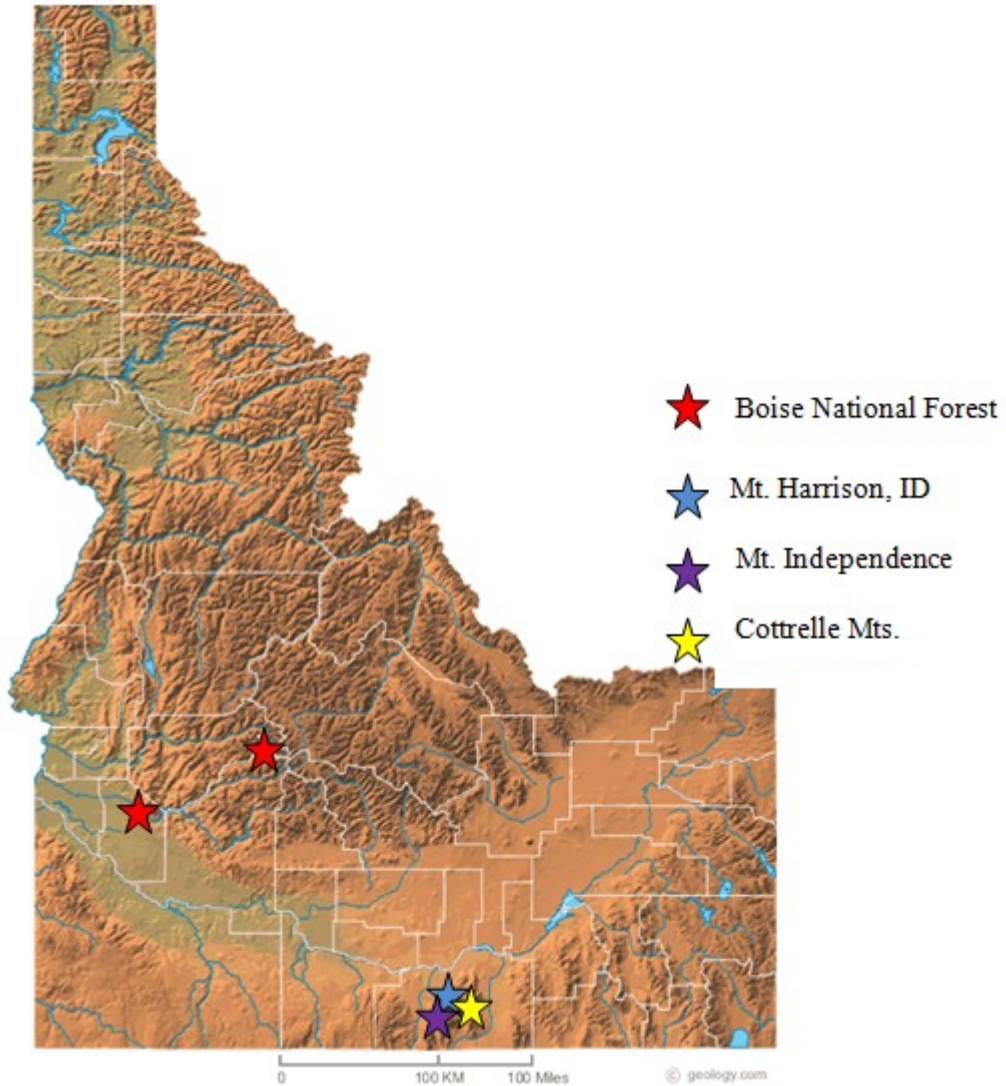 Boise National Forest
Mt. Harrison, ID
Mt. Independence
Cottrelle Mts.
0 100 KM 100 Miles
© geology.com